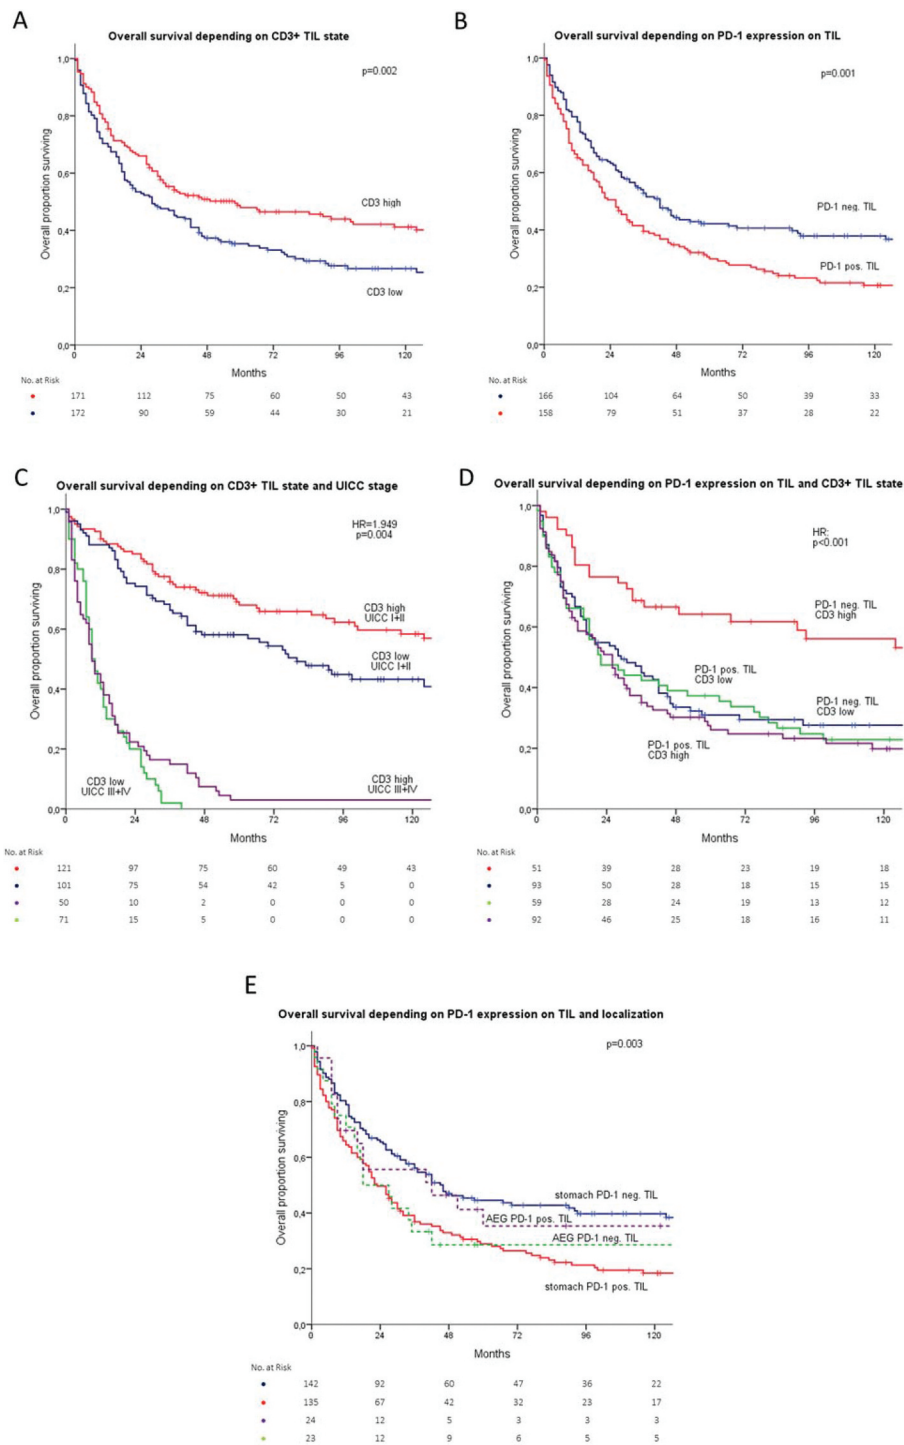 A
Overall survival depending on CD3+ TIL state
p=0.002
1,0
0,8
0,6
0,4
0,2
0,0
Overall proportion surviving
CD3 high
CD3 low
0 24 48 72 96 120
Months
No. at Risk
171 112 75 60 50 43
172 90 59 44 30 21
B
Overall survival depending on PD-1 expression on TIL
p=0.001
1,0
0,8
0,6
0,4
0,2
0,0
Overall proportion surviving
PD-1 neg. TIL
PD-1 pos. TIL
0 24 48 72 96 120
Months
No. at Risk
166 104 64 50 39 33
158 79 51 37 28 22
C
Overall survival depending on CD3+ TIL state and UICC stage
HR=1.949
p=0.004
1,0
0,8
0,6
0,4
0,2
0,0
Overall proportion surviving
CD3 high
UICC I+II
CD3 low
UICC I+II
CD3 low
UICC III+IV
CD3 high
UICC III+IV
0 24 48 72 96 120
Months
No. at Risk
121 97 75 60 49 43
101 75 54 42 5 0
50 10 2 0 0 0
71 15 5 0 0 0
D
Overall survival depending on PD-1 expression on TIL and CD3+ TIL state
HR:
p<0.001
1,0
0,8
0,6
0,4
0,2
0,0
Overall proportion surviving
PD-1 neg. TIL
CD3 high
PD-1 pos. TIL
CD3 low
PD-1 neg. TIL
CD3 low
PD-1 pos. TIL
CD3 high
0 24 48 72 96 120
Months
No. at Risk
51 39 28 23 19 18
93 50 28 18 15 15
59 28 24 19 13 12
92 46 25 18 16 11
E
Overall survival depending on PD-1 expression on TIL and localization
p=0.003
1,0
0,8
0,6
0,4
0,2
0,0
Overall proportion surviving
stomach PD-1 neg. TIL
AEG PD-1 pos. TIL
AEG PD-1 neg. TIL
stomach PD-1 pos. TIL
0 24 48 72 96 120
Months
No. at Risk
142 92 60 47 36 22
135 67 42 32 23 17
24 12 5 3 3 3
23 12 9 6 5 5